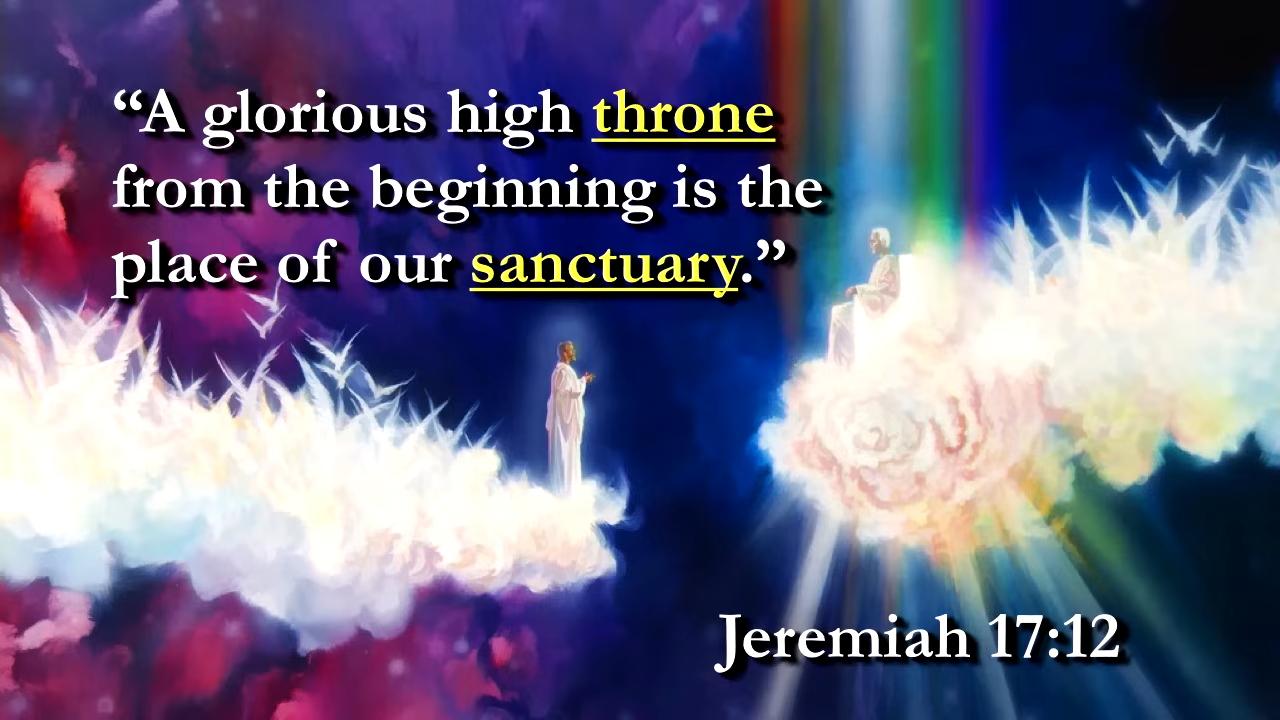 “A glorious high throne
from the beginning is the
place of our sanctuary.”
Jeremiah 17:12